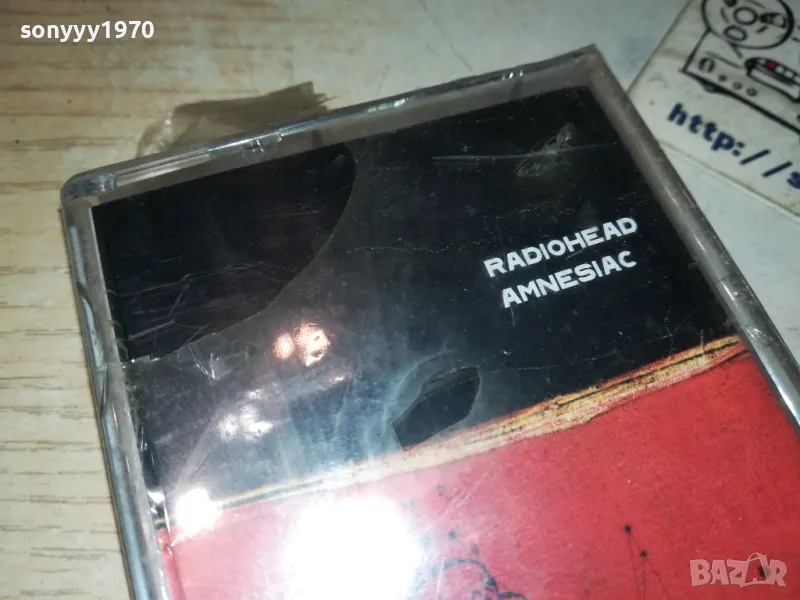 sonyyy1970
http://s
RADIOHEAD
AMNESIAC
BAZAR